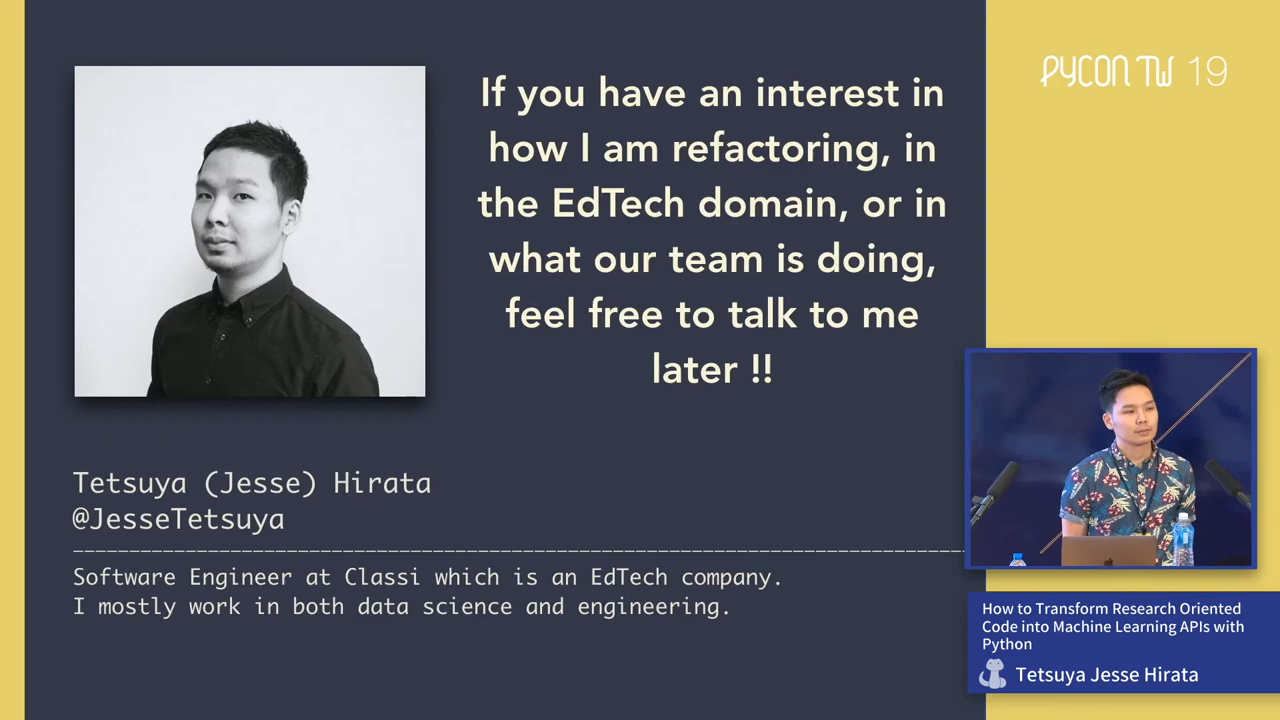 If you have an interest in
how I am refactoring, in
the EdTech domain, or in
what our team is doing,
feel free to talk to me
later !!
Tetsuya (Jesse) Hirata
@JesseTetsuya
Software Engineer at Classi which is an EdTech company.
I mostly work in both data science and engineering.
PYCON TW 19
How to Transform Research Oriented
Code into Machine Learning APIs with
Python
Tetsuya Jesse Hirata